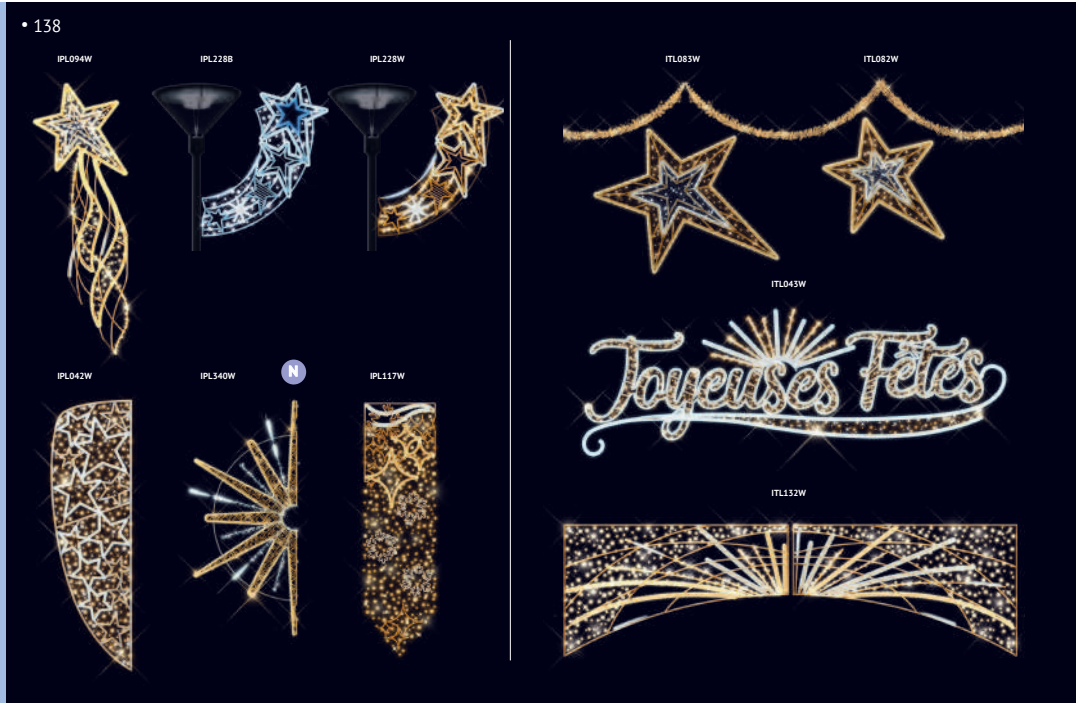 • 138
IPL094W
IPL228B
IPL228W
IPL042W
IPL340W
N
IPL117W
ITL083W
ITL082W
ITL043W
Joyeuses Fêtes
ITL132W